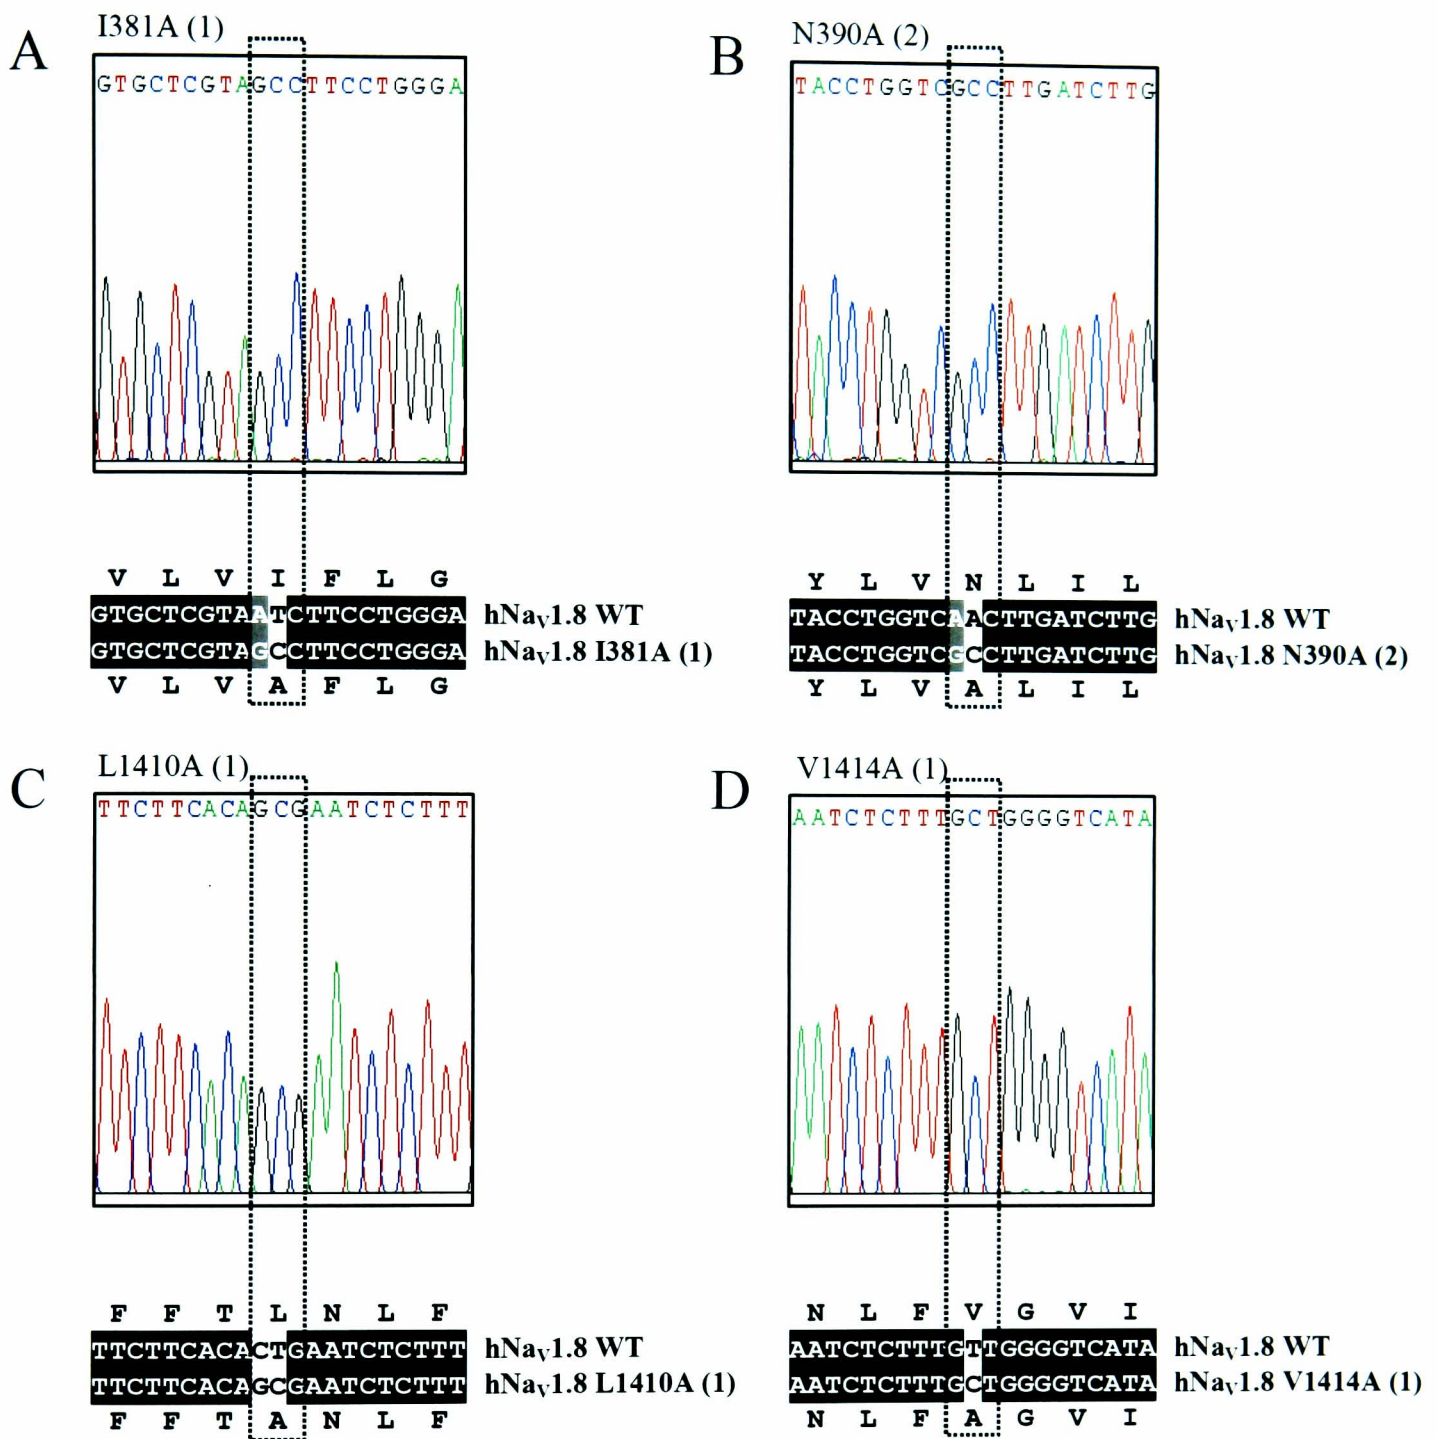 A
I381A (1)
GTGCTCGTAGCCTTCCTGGGA
V L V I F L G
GTGCTCGTAATCTTCCTGGGA hNaV1.8 WT
GTGCTCGTAGCCTTCCTGGGA hNaV1.8 I381A (1)
V L V A F L G
B
N390A (2)
TACCTGGTCGCCTTGATCTTG
Y L V N L I L
TACCTGGTCAACTTGATCTTG hNaV1.8 WT
TACCTGGTCGCCTTGATCTTG hNaV1.8 N390A (2)
Y L V A L I L
C
L1410A (1)
TTCTTCACAGCGAATCTCTTT
F F T L N L F
TTCTTCACACTGAATCTCTTT hNaV1.8 WT
TTCTTCACAGCGAATCTCTTT hNaV1.8 L1410A (1)
F F T A N L F
D
V1414A (1)
AATCTCTTTGCTGGGGTCATA
N L F V G V I
AATCTCTTTGTTGGGGTCATA hNaV1.8 WT
AATCTCTTTGCTGGGGTCATA hNaV1.8 V1414A (1)
N L F A G V I